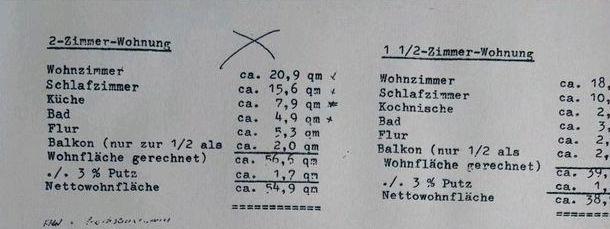 2-Zimmer-Wohnung
Wohnzimmer ca. 20,9 qm
Schlafzimmer ca. 15,6 qm
Küche ca. 7,9 qm
Bad ca. 4,9 qm
Flur ca. 5,3 qm
Balkon (nur zur 1/2 als ca. 2,0 qm
Wohnfläche gerechnet) ca. 56,6 qm
./. 3 % Putz ca. 1,7 qm
Nettowohnfläche ca. 54,9 qm
===========
1 1/2-Zimmer-Wohnung
Wohnzimmer ca. 18,
Schlafzimmer ca. 10,
Kochnische ca. 2,
Bad ca. 3,
Flur ca. 2,
Balkon (nur zur 1/2 als ca. 2,
Wohnfläche gerechnet) ca. 39,
./. 3 % Putz ca. 1,
Nettowohnfläche ca. 38,